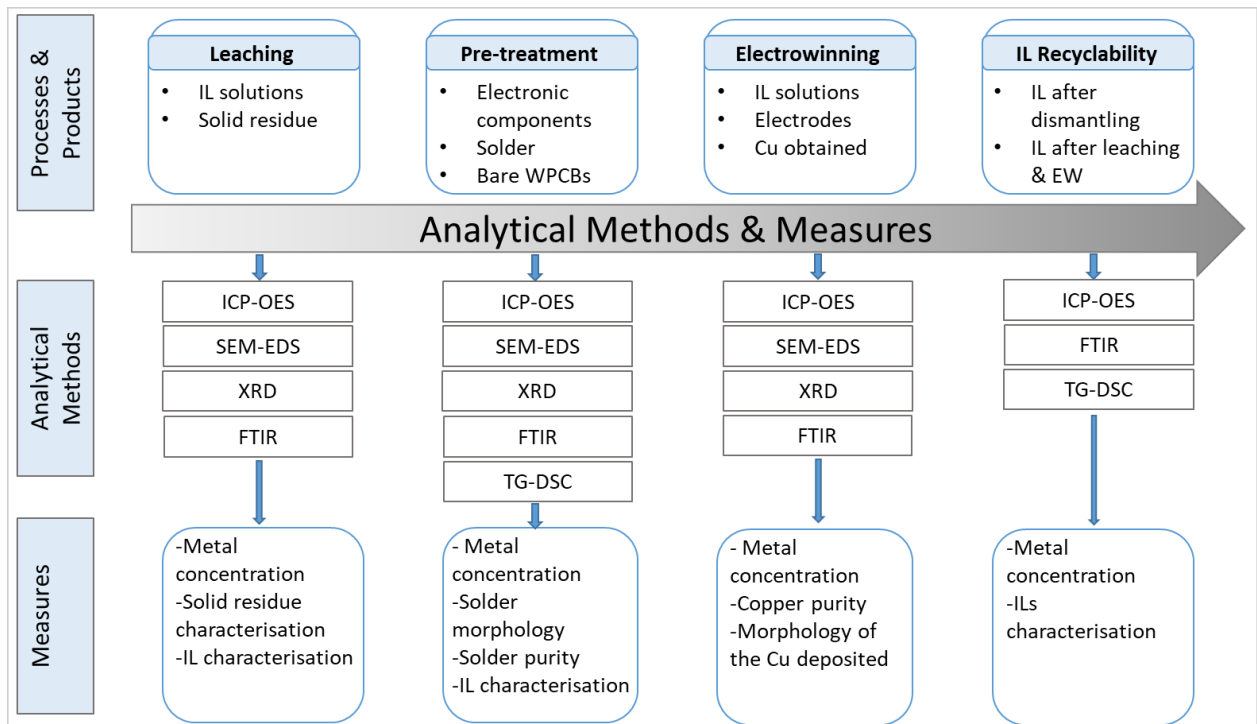 Processes &
Products
Leaching
• IL solutions
• Solid residue
Pre-treatment
• Electronic
components
• Solder
• Bare WPCBs
Electrowinning
• IL solutions
• Electrodes
• Cu obtained
IL Recyclability
• IL after
dismantling
• IL after leaching
& EW
Analytical Methods & Measures
Analytical
Methods
ICP-OES
SEM-EDS
XRD
FTIR
ICP-OES
SEM-EDS
XRD
FTIR
TG-DSC
ICP-OES
SEM-EDS
XRD
FTIR
ICP-OES
FTIR
TG-DSC
Measures
-Metal
concentration
-Solid residue
characterisation
-IL characterisation
- Metal
concentration
-Solder
morphology
-Solder purity
-IL characterisation
- Metal
concentration
-Copper purity
-Morphology of
the Cu deposited
-Metal
concentration
-ILs
characterisation